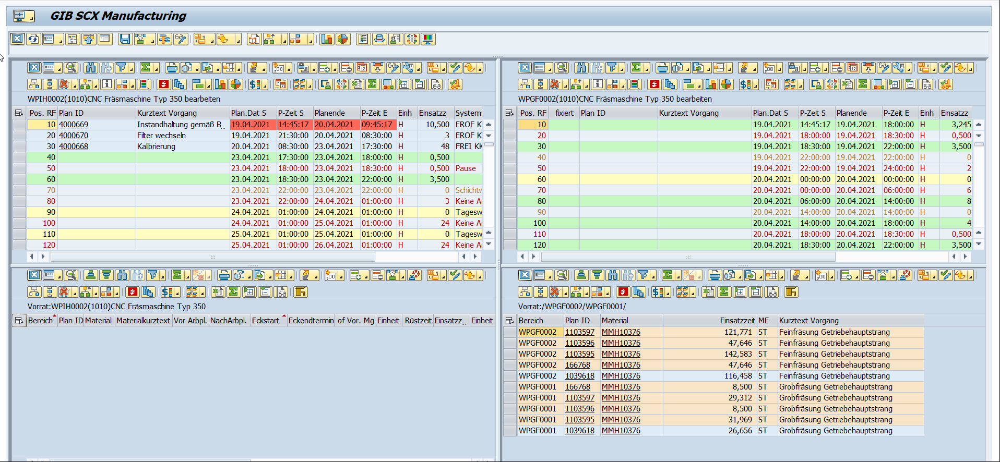 GIB SCX Manufacturing
WPIH0002(1010)CNC Fräsmaschine Typ 350 bearbeiten
Pos. RF Plan ID Kurztext Vorgang Plan.Dat S P-Zeit S Planende P-Zeit E Einh... Einsatzz... Systems
10 4000669 Instandhaltung gemäß B... 19.04.2021 14:45:17 20.04.2021 09:45:17 H 10,500 EROF K
20 4000670 Filter wechseln 19.04.2021 21:30:00 20.04.2021 08:30:00 H 3 EROF K
30 4000668 Kalibrierung 20.04.2021 08:30:00 23.04.2021 17:30:00 H 48 FREI KK
40 23.04.2021 17:30:00 23.04.2021 18:00:00 H 0,500
50 23.04.2021 18:00:00 23.04.2021 18:30:00 H 0,500 Pause
60 23.04.2021 18:30:00 23.04.2021 22:00:00 H 3,500
70 23.04.2021 22:00:00 23.04.2021 22:00:00 H 0 Schichtw
80 23.04.2021 22:00:00 24.04.2021 01:00:00 H 3 Keine A
90 24.04.2021 01:00:00 24.04.2021 01:00:00 H 0 Tagesw
100 24.04.2021 01:00:00 25.04.2021 01:00:00 H 24 Keine A
110 25.04.2021 01:00:00 25.04.2021 01:00:00 H 0 Tagesw
120 25.04.2021 01:00:00 26.04.2021 01:00:00 H 24 Keine A
WPGF0002(1010)CNC Fräsmaschine Typ 350 bearbeiten
Pos. RF fixiert Plan ID Kurztext Vorgang Plan.Dat S P-Zeit S Planende P-Zeit E Einh... Einsatzz
10 19.04.2021 14:45:17 19.04.2021 18:00:00 H 3,245
20 19.04.2021 18:00:00 19.04.2021 18:30:00 H 0,500
30 19.04.2021 18:30:00 19.04.2021 22:00:00 H 3,500
40 19.04.2021 22:00:00 19.04.2021 22:00:00 H 0
50 19.04.2021 22:00:00 19.04.2021 24:00:00 H 2
60 20.04.2021 00:00:00 20.04.2021 00:00:00 H 0
70 20.04.2021 00:00:00 20.04.2021 06:00:00 H 6
80 20.04.2021 06:00:00 20.04.2021 14:00:00 H 8
90 20.04.2021 14:00:00 20.04.2021 14:00:00 H 0
100 20.04.2021 14:00:00 20.04.2021 18:00:00 H 4
110 20.04.2021 18:00:00 20.04.2021 18:30:00 H 0,500
120 20.04.2021 18:30:00 20.04.2021 22:00:00 H 3,500
Vorrat:WPIH0002(1010)CNC Fräsmaschine Typ 350
Bereich Plan ID Material Materialkurztext Vor Arbpl. NachArbpl. Eckstart Eckendtermin of Vor. Mg Einheit Rüstzeit Einsatzz... Einheit
Vorrat:/WPGF0002/WPGF0001/
Bereich Plan ID Material Einsatzzeit ME Kurztext Vorgang
WPGF0002 1103597 MMH10376 121,771 ST Feinfräsung Getriebehauptstrang
WPGF0002 1103596 MMH10376 47,646 ST Feinfräsung Getriebehauptstrang
WPGF0002 1103595 MMH10376 142,583 ST Feinfräsung Getriebehauptstrang
WPGF0002 166768 MMH10376 47,646 ST Feinfräsung Getriebehauptstrang
WPGF0002 1039618 MMH10376 116,458 ST Feinfräsung Getriebehauptstrang
WPGF0001 166768 MMH10376 8,500 ST Grobfräsung Getriebehauptstrang
WPGF0001 1103597 MMH10376 29,312 ST Grobfräsung Getriebehauptstrang
WPGF0001 1103596 MMH10376 8,500 ST Grobfräsung Getriebehauptstrang
WPGF0001 1103595 MMH10376 31,969 ST Grobfräsung Getriebehauptstrang
WPGF0001 1039618 MMH10376 26,656 ST Grobfräsung Getriebehauptstrang